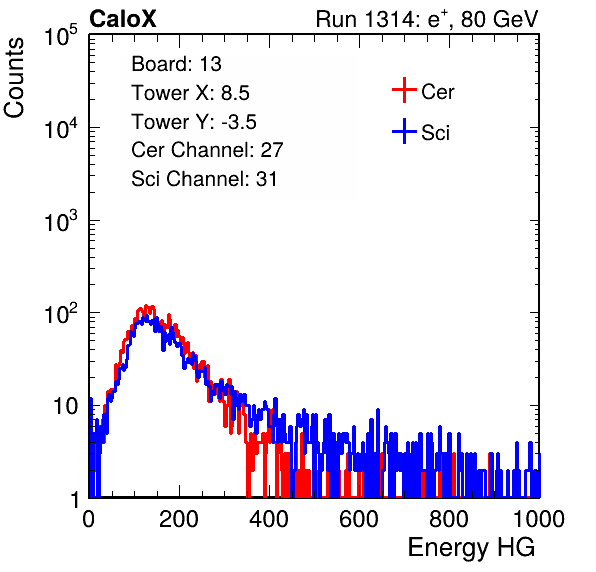 CaloX Run 1314: e⁺, 80 GeV
Counts
10⁵
10⁴
10³
10²
10
1
Board: 13
Tower X: 8.5
Tower Y: -3.5
Cer Channel: 27
Sci Channel: 31
Cer
Sci
0 200 400 600 800 1000
Energy HG